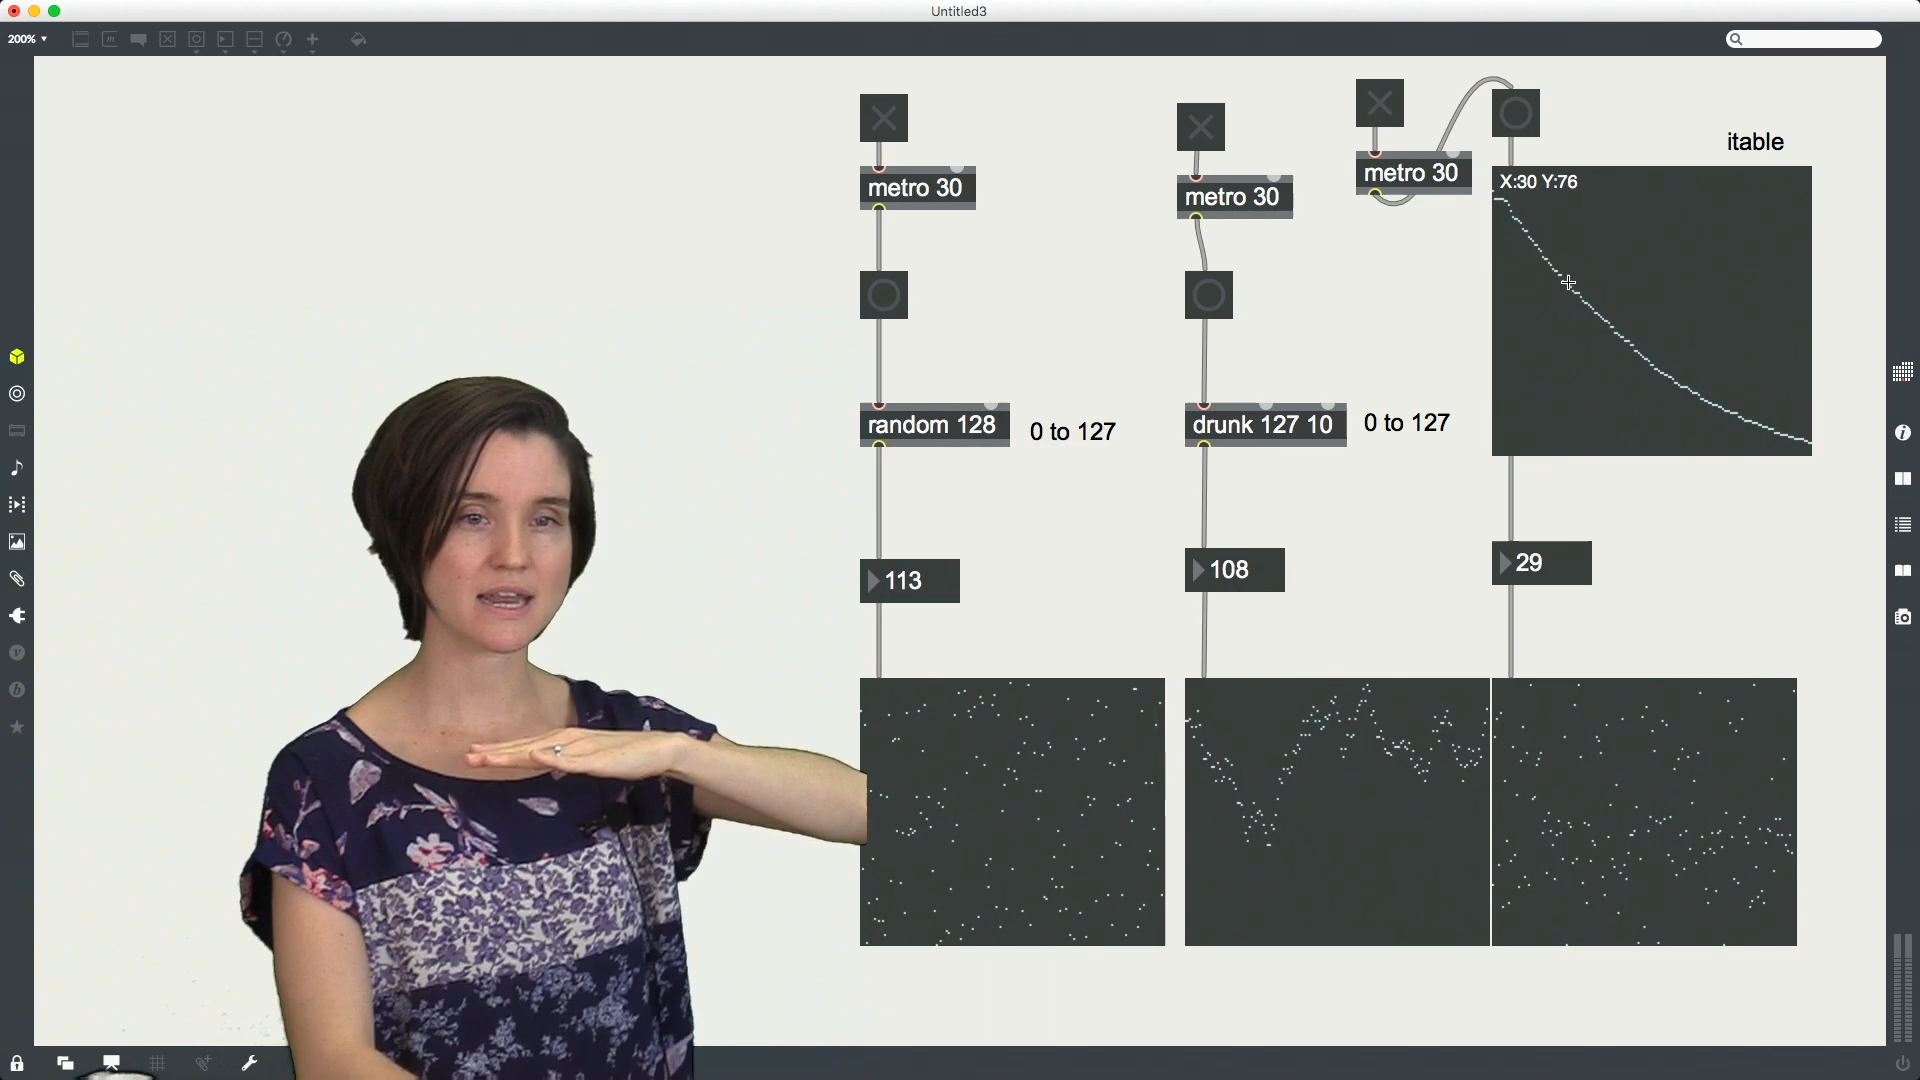 Untitled3
200%
itable
metro 30
metro 30
metro 30
X:30 Y:76
random 128
0 to 127
drunk 127 10
0 to 127
113
108
29